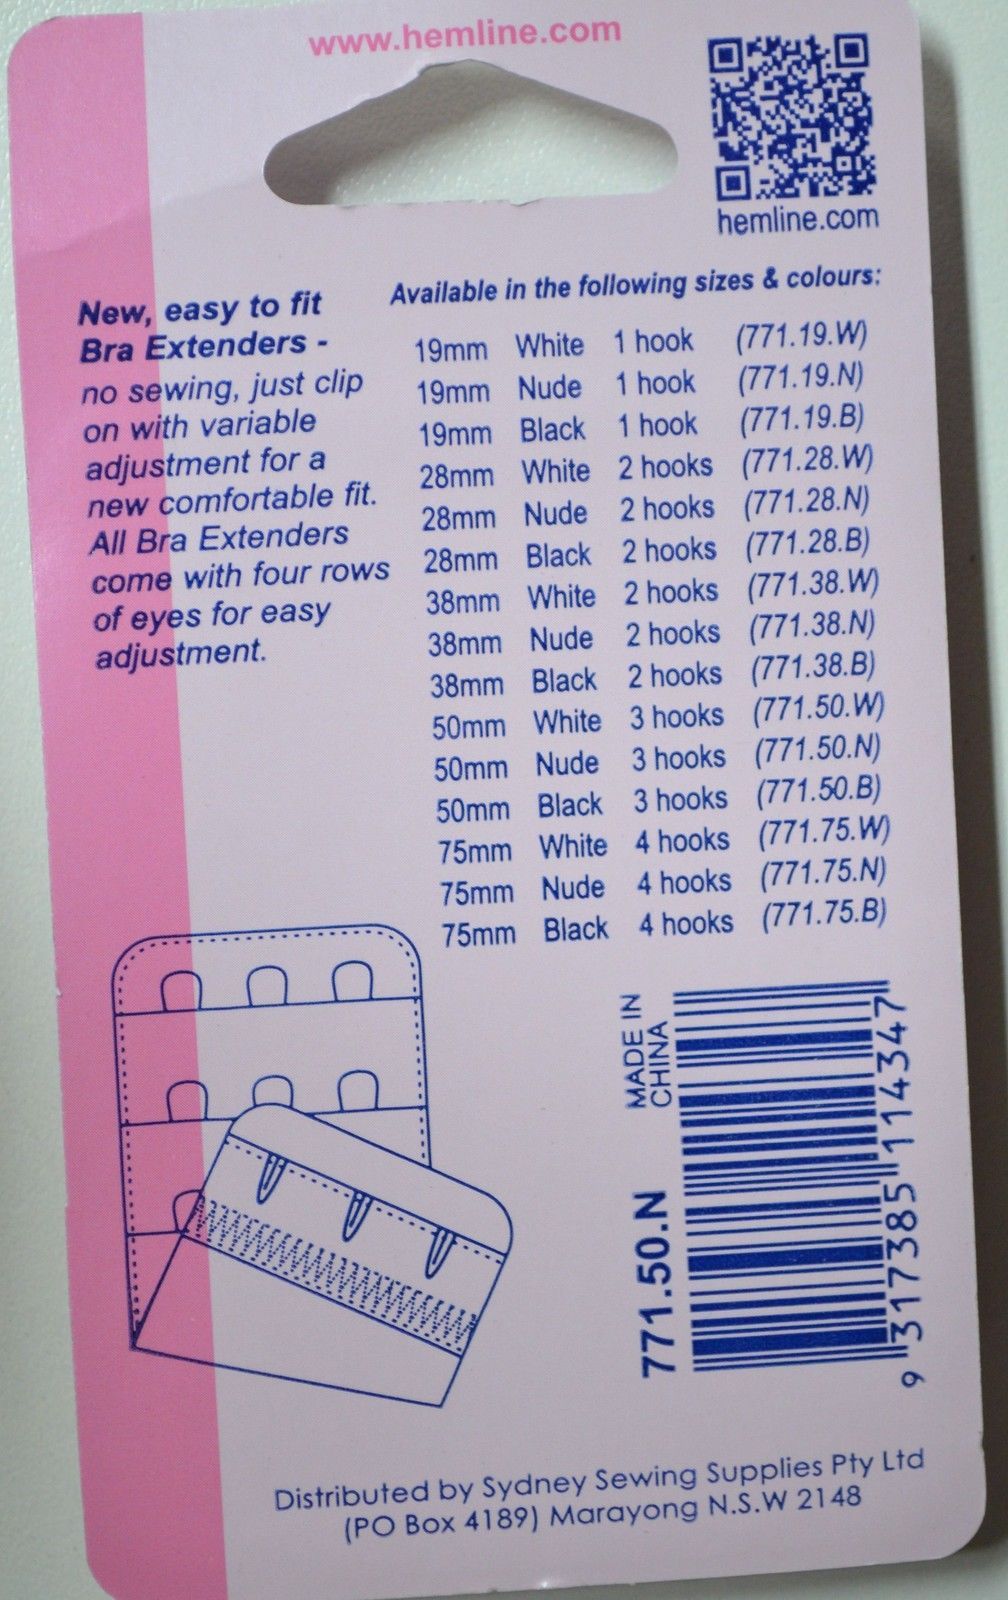 www.hemline.com
hemline.com
New, easy to fit
Bra Extenders -
no sewing, just clip
on with variable
adjustment for a
new comfortable fit.
All Bra Extenders
come with four rows
of eyes for easy
adjustment.
Available in the following sizes & colours:
19mm White 1 hook (771.19.W)
19mm Nude 1 hook (771.19.N)
19mm Black 1 hook (771.19.B)
28mm White 2 hooks (771.28.W)
28mm Nude 2 hooks (771.28.N)
28mm Black 2 hooks (771.28.B)
38mm White 2 hooks (771.38.W)
38mm Nude 2 hooks (771.38.N)
38mm Black 2 hooks (771.38.B)
50mm White 3 hooks (771.50.W)
50mm Nude 3 hooks (771.50.N)
50mm Black 3 hooks (771.50.B)
75mm White 4 hooks (771.75.W)
75mm Nude 4 hooks (771.75.N)
75mm Black 4 hooks (771.75.B)
MADE IN
CHINA
771.50.N
9 317385 114347
Distributed by Sydney Sewing Supplies Pty Ltd
(PO Box 4189) Marayong N.S.W 2148